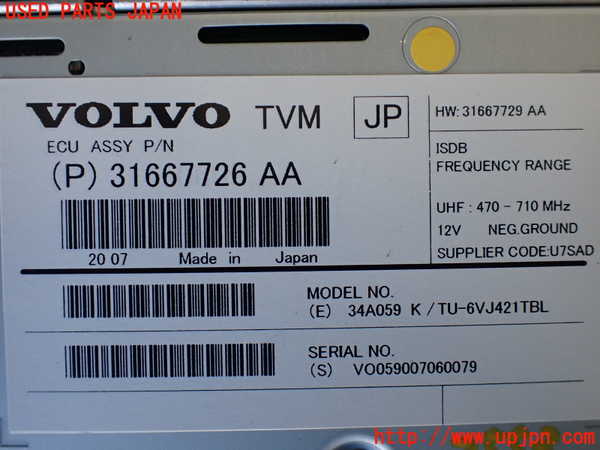 USED PARTS JAPAN
VOLVO TVM JP
ECU ASSY P/N
(P) 31667726 AA
20 07 Made in Japan
HW: 31667729 AA
ISDB
FREQUENCY RANGE
UHF : 470 - 710 MHz
12V NEG.GROUND
SUPPLIER CODE:U7SAD
MODEL NO.
(E) 34A059 K /TU-6VJ421TBL
SERIAL NO.
(S) VO059007060079
http://www.upjpn.com/